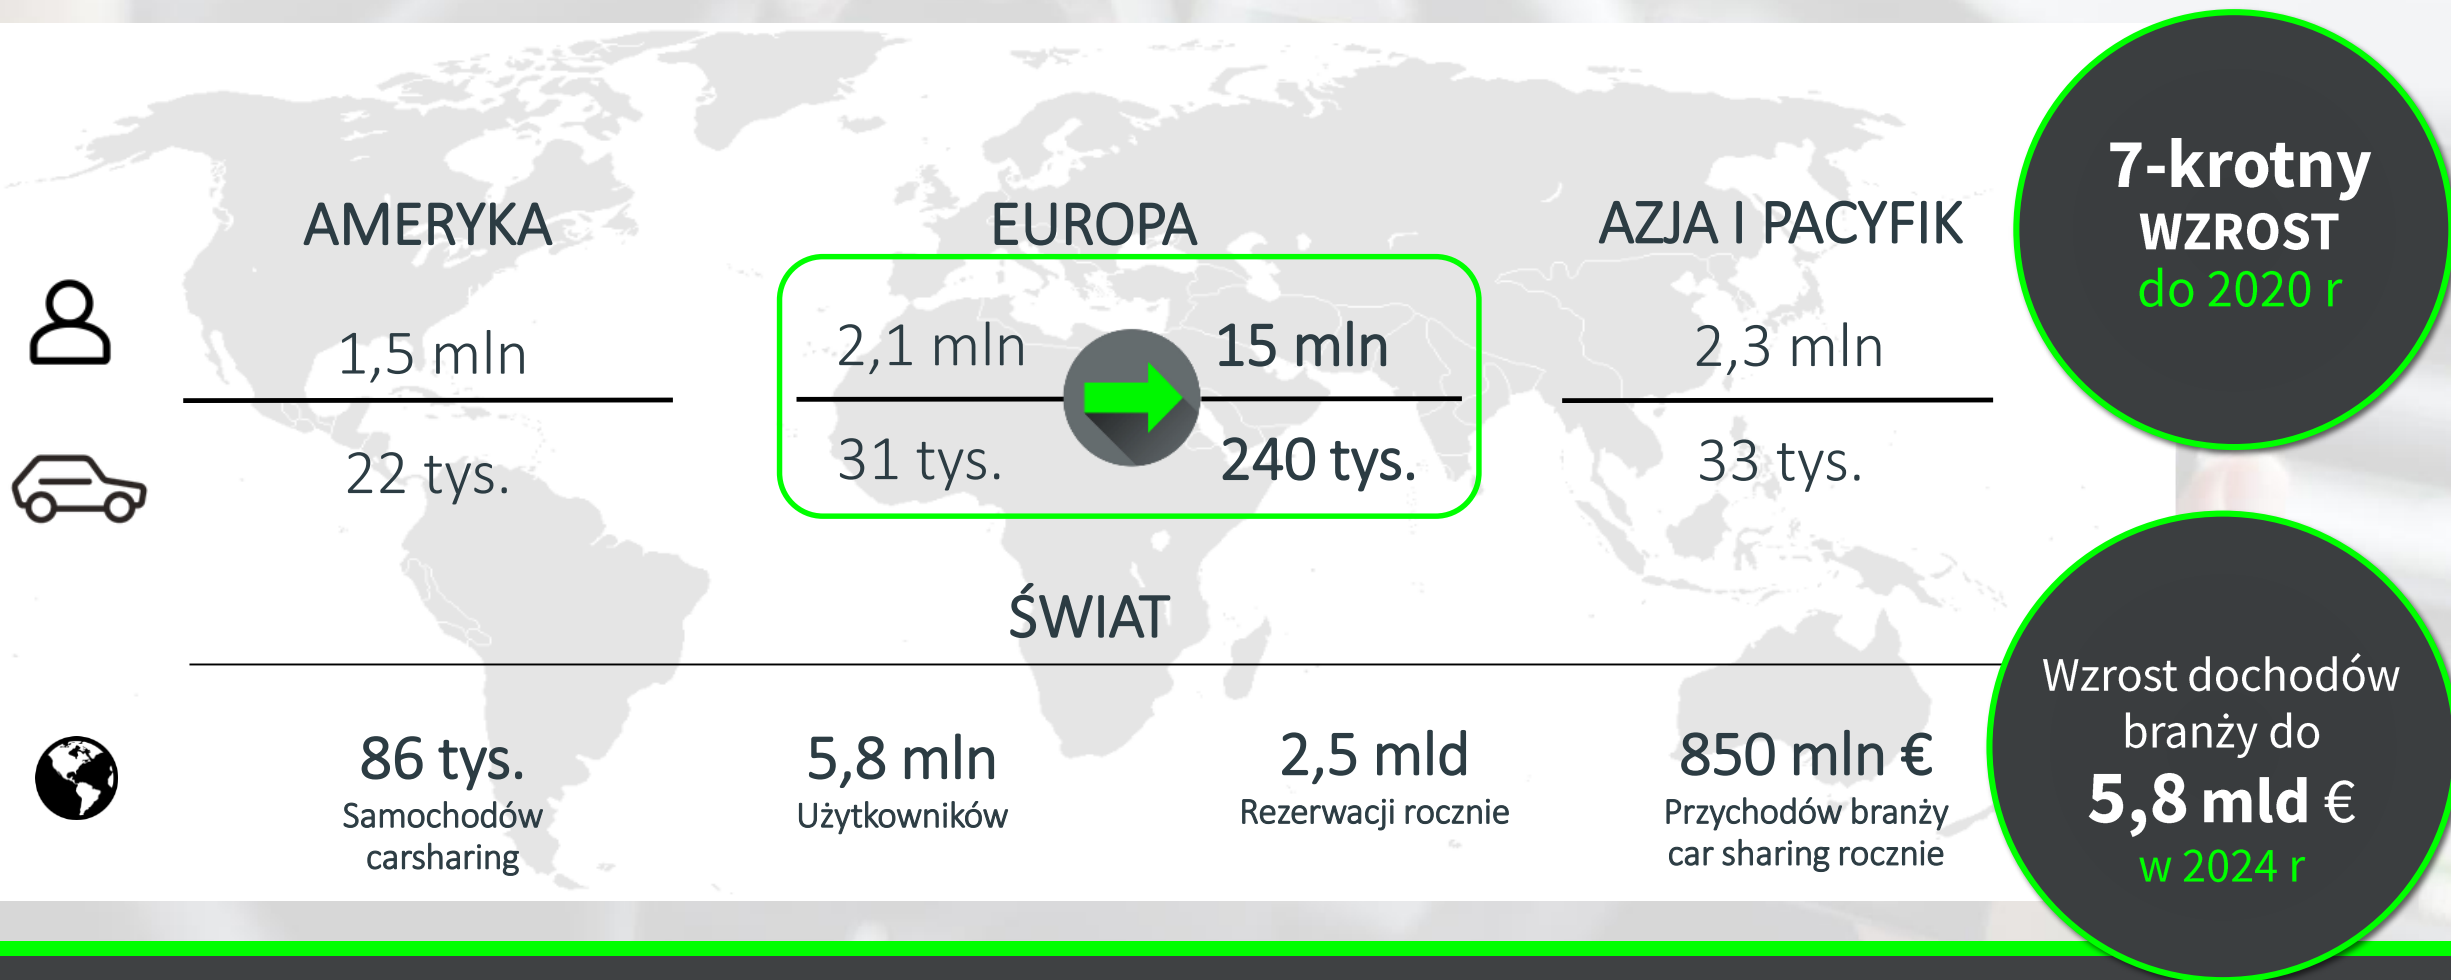 AMERYKA
1,5 mln
22 tys.
EUROPA
2,1 mln
15 mln
31 tys.
240 tys.
AZJA I PACYFIK
2,3 mln
33 tys.
7-krotny
WZROST
do 2020 r
ŚWIAT
86 tys.
Samochodów
carsharing
5,8 mln
Użytkowników
2,5 mld
Rezerwacji rocznie
850 mln €
Przychodów branży
car sharing rocznie
Wzrost dochodów
branży do
5,8 mld €
w 2024 r